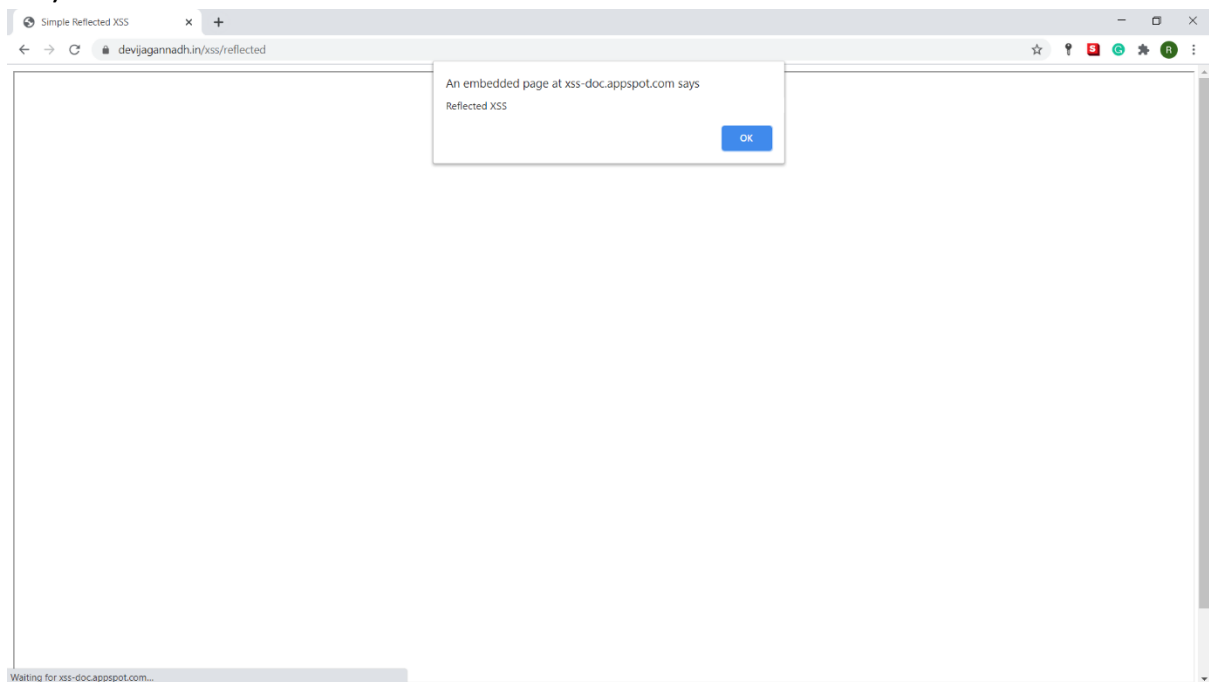 Simple Reflected XSS
devijagannadh.in/xss/reflected
S
G
R
An embedded page at xss-doc.appspot.com says
Reflected XSS
OK
Waiting for xss-doc.appspot.com...